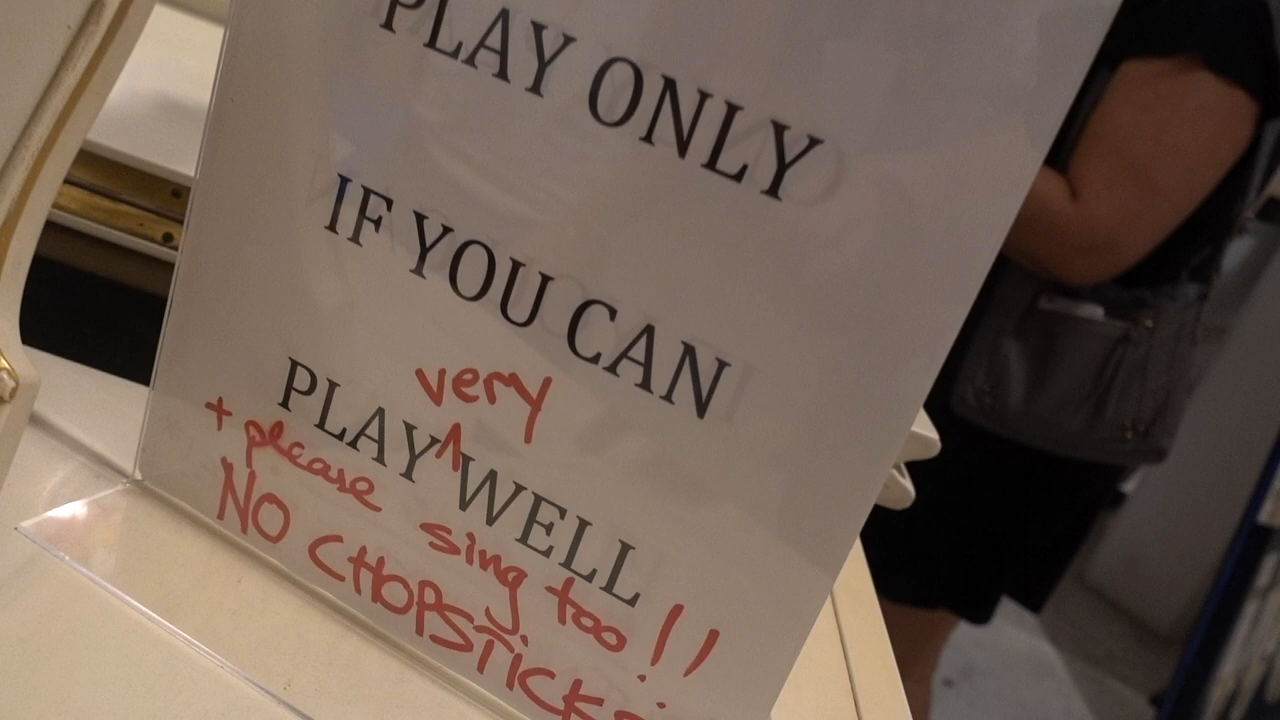 PLAY ONLY
IF YOU CAN
very
PLAY ^ WELL
+ please sing too!!
NO CHOPSTICKS